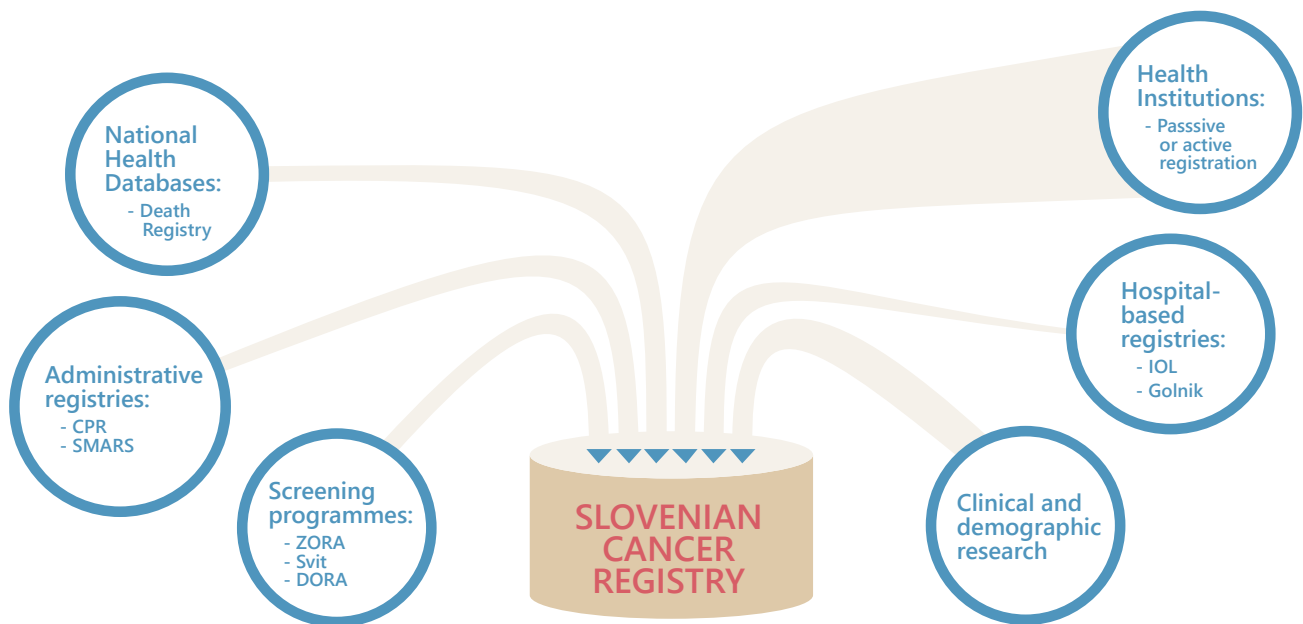 National
Health
Databases:
- Death
Registry
Administrative
registries:
- CPR
- SMARS
Screening
programmes:
- ZORA
- Svit
- DORA
SLOVENIAN
CANCER
REGISTRY
Health
Institutions:
- Passsive
or active
registration
Hospital-
based
registries:
- IOL
- Golnik
Clinical and
demographic
research